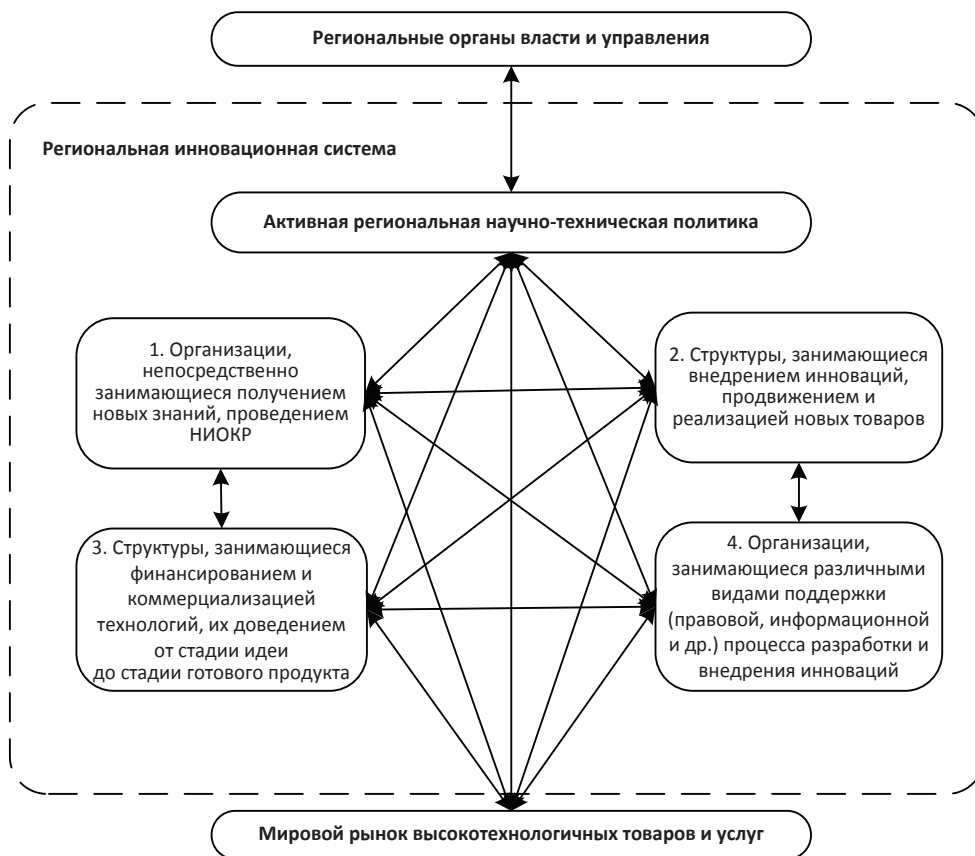 Региональные органы власти и управления
Региональная инновационная система
Активная региональная научно-техническая политика
1. Организации,
непосредственно
занимающиеся получением
новых знаний, проведением
НИОКР
2. Структуры, занимающиеся
внедрением инноваций,
продвижением и
реализацией новых товаров
3. Структуры, занимающиеся
финансированием и
коммерциализацией
технологий, их доведением
от стадии идеи
до стадии готового продукта
4. Организации,
занимающиеся различными
видами поддержки
(правовой, информационной
и др.) процесса разработки и
внедрения инноваций
Мировой рынок высокотехнологичных товаров и услуг